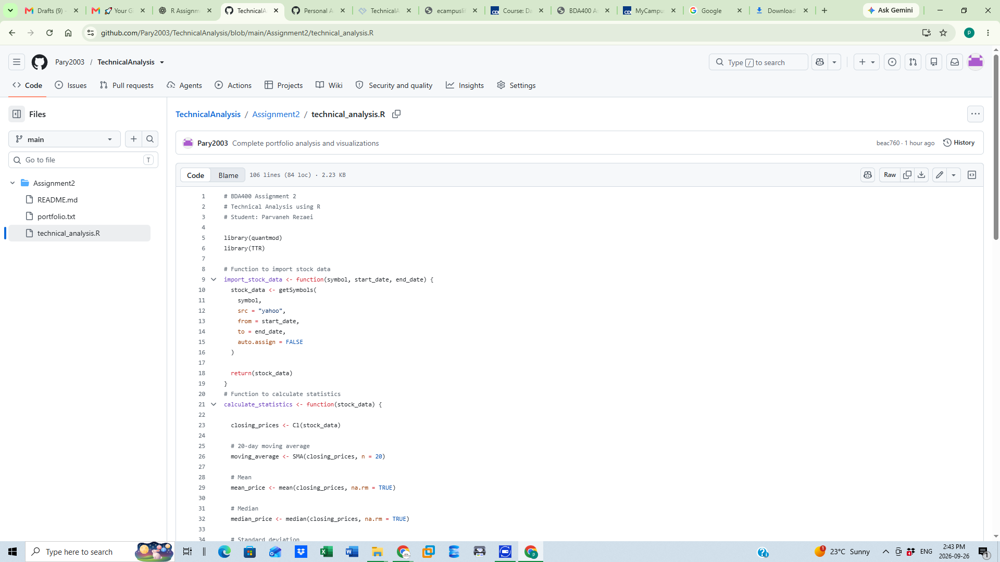 Drafts (9) -
Your G
R Assignm
TechnicalA
Personal A
TechnicalA
ecampusli
Course: Da
BDA400 As
MyCampu
Google
Download
Ask Gemini
github.com/Pary2003/TechnicalAnalysis/blob/main/Assignment2/technical_analysis.R
P
Pary2003 / TechnicalAnalysis
Type / to search
Code
Issues
Pull requests
Agents
Actions
Projects
Wiki
Security and quality
Insights
Settings
Files
main
Go to file
T
Assignment2
README.md
portfolio.txt
technical_analysis.R
TechnicalAnalysis / Assignment2 / technical_analysis.R
Pary2003 Complete portfolio analysis and visualizations
beac760 · 1 hour ago
History
Code
Blame
106 lines (84 loc) · 2.23 KB
Raw
1 # BDA400 Assignment 2
2 # Technical Analysis using R
3 # Student: Parvaneh Rezaei
4
5 library(quantmod)
6 library(TTR)
7
8 # Function to import stock data
9 import_stock_data <- function(symbol, start_date, end_date) {
10 stock_data <- getSymbols(
11 symbol,
12 src = "yahoo",
13 from = start_date,
14 to = end_date,
15 auto.assign = FALSE
16 )
17
18 return(stock_data)
19 }
20 # Function to calculate statistics
21 calculate_statistics <- function(stock_data) {
22
23 closing_prices <- Cl(stock_data)
24
25 # 20-day moving average
26 moving_average <- SMA(closing_prices, n = 20)
27
28 # Mean
29 mean_price <- mean(closing_prices, na.rm = TRUE)
30
31 # Median
32 median_price <- median(closing_prices, na.rm = TRUE)
33
34 # Standard deviation
Type here to search
23°C Sunny
ENG
2:43 PM
2026-09-26